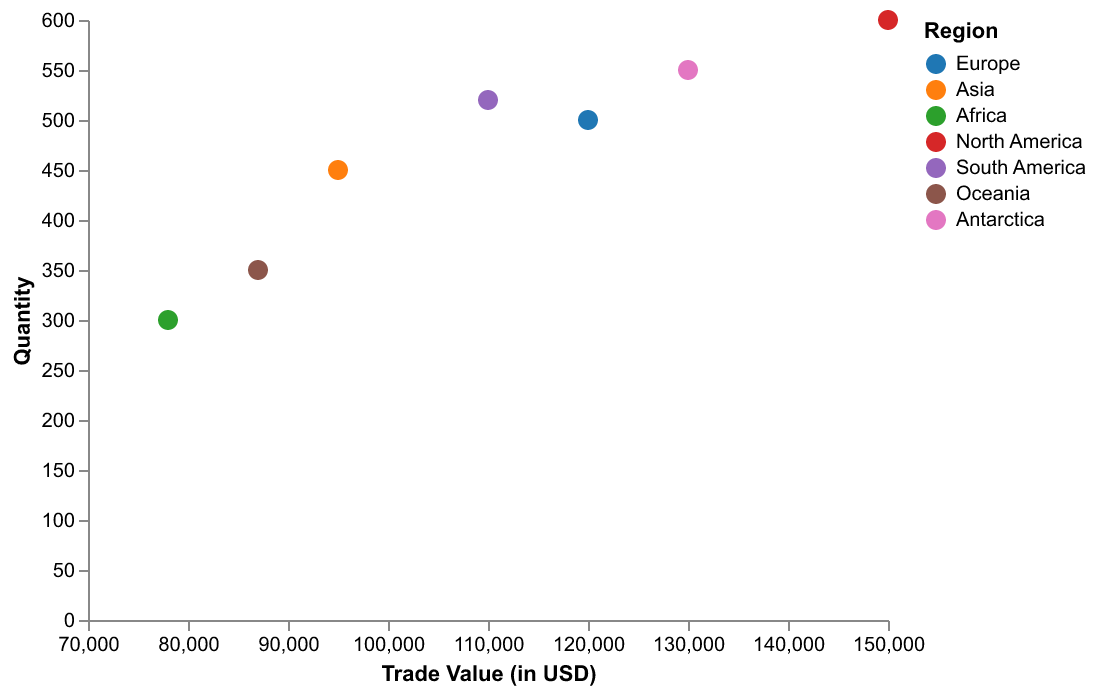 600
550
500
450
400
350
300
250
200
150
100
50
0
Quantity
70,000 80,000 90,000 100,000 110,000 120,000 130,000 140,000 150,000
Trade Value (in USD)
Region
Europe
Asia
Africa
North America
South America
Oceania
Antarctica